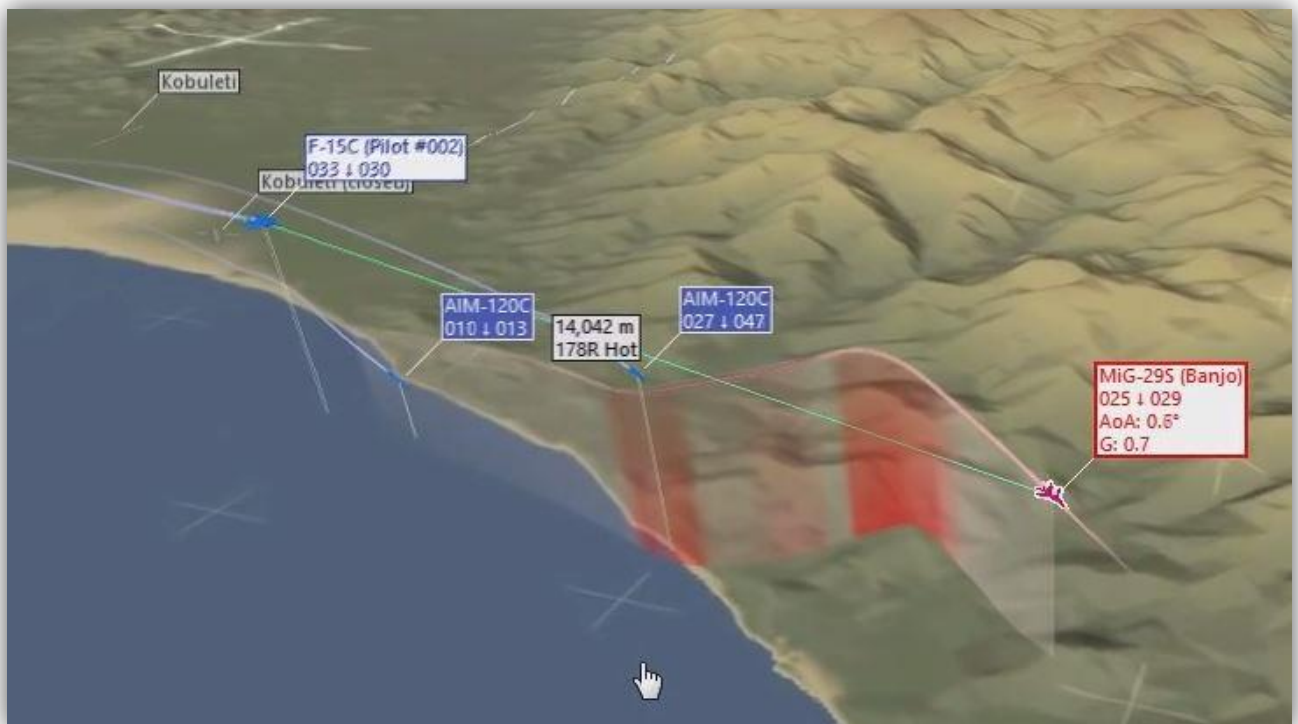 Kobuleti
F-15C (Pilot #002)
033 ↓ 030
Kobuleti (closed)
AIM-120C
010 ↓ 013
14,042 m
178R Hot
AIM-120C
027 ↓ 047
MiG-29S (Banjo)
025 ↓ 029
AoA: 0.6°
G: 0.7